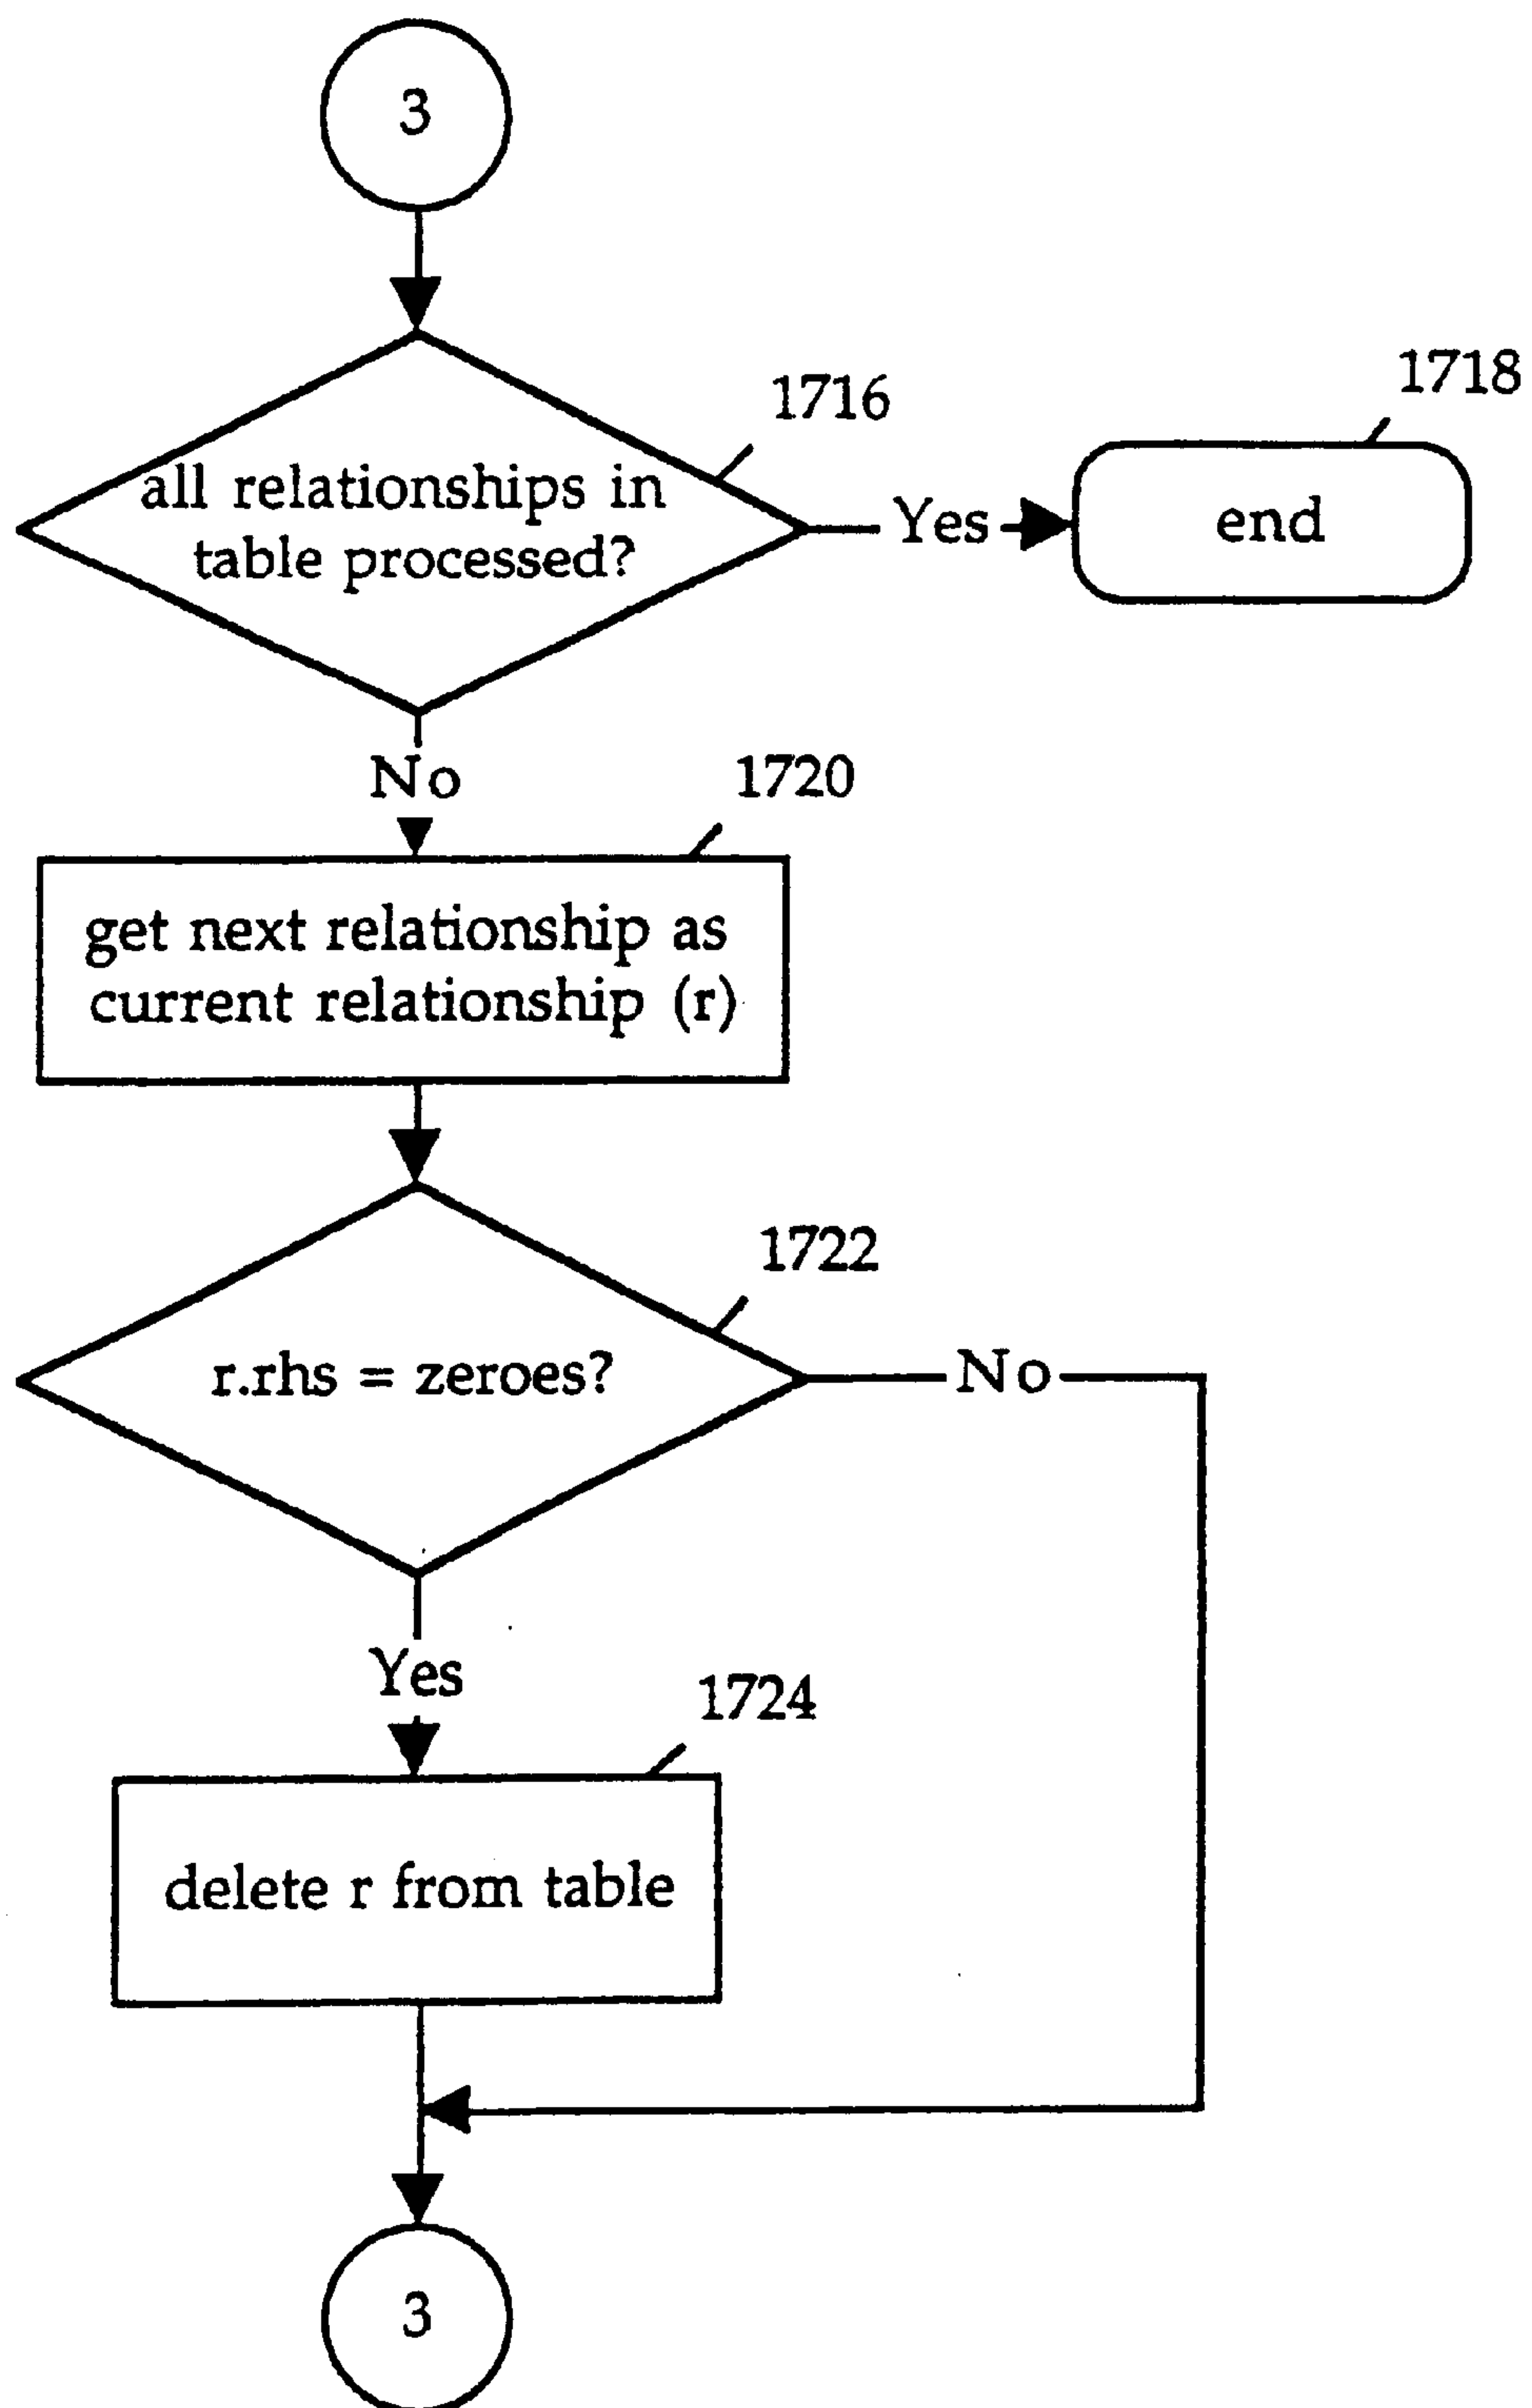 3
1716
1718
all relationships in
table processed?
Yes
end
No
1720
get next relationship as
current relationship (r)
1722
r.rhs = zeroes?
No
Yes
1724
delete r from table
3